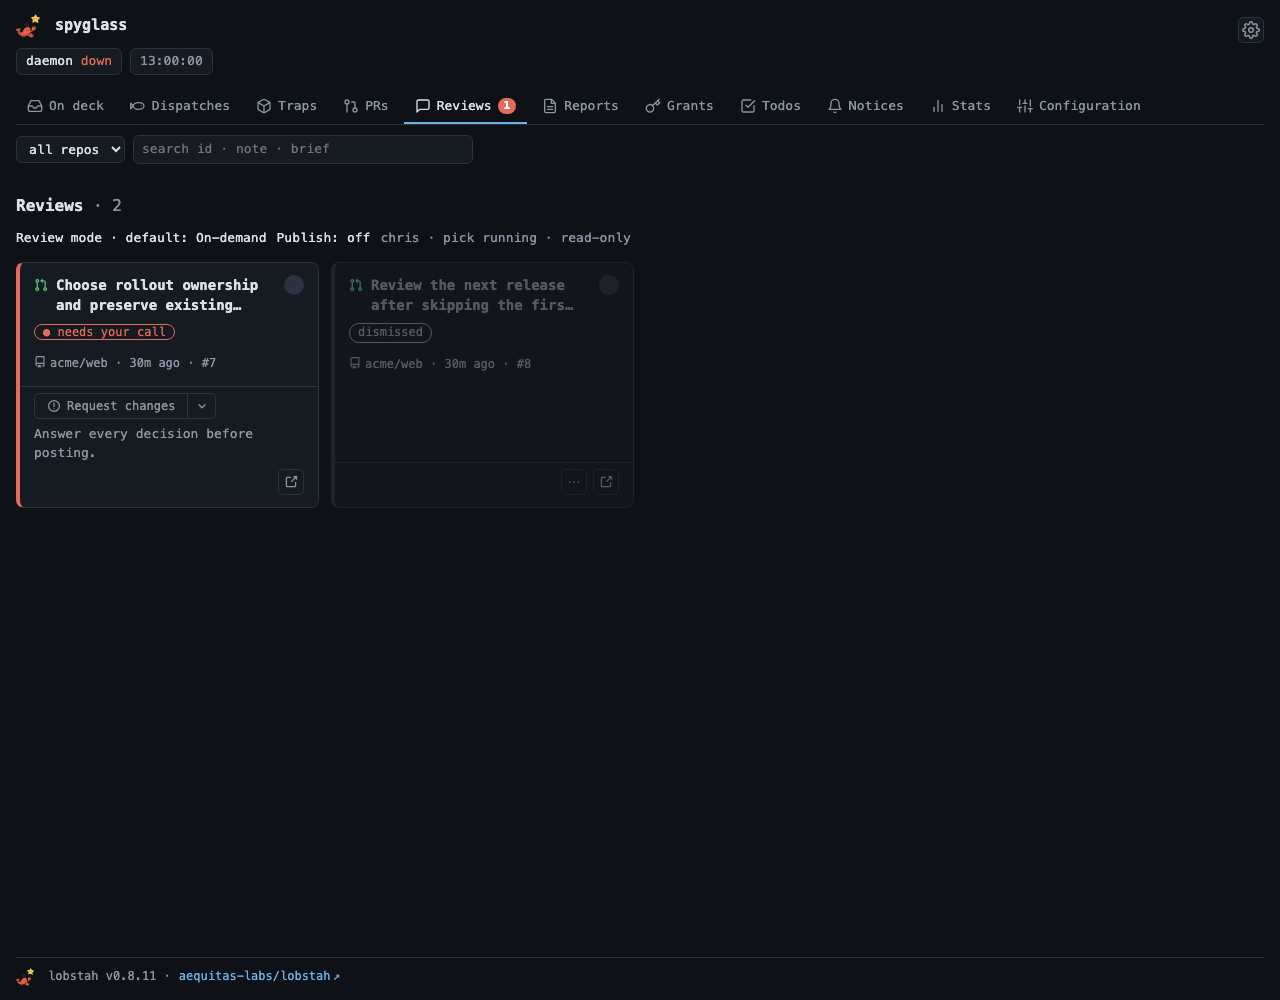 spyglass
daemon down 13:00:00
On deck Dispatches Traps PRs Reviews 1 Reports Grants Todos Notices Stats Configuration
all repos search id · note · brief
Reviews · 2
Review mode · default: On-demand Publish: off chris · pick running · read-only
Choose rollout ownership
and preserve existing…
needs your call
acme/web · 30m ago · #7
Request changes
Answer every decision before
posting.
Review the next release
after skipping the firs…
dismissed
acme/web · 30m ago · #8
lobstah v0.8.11 · aequitas-labs/lobstah↗